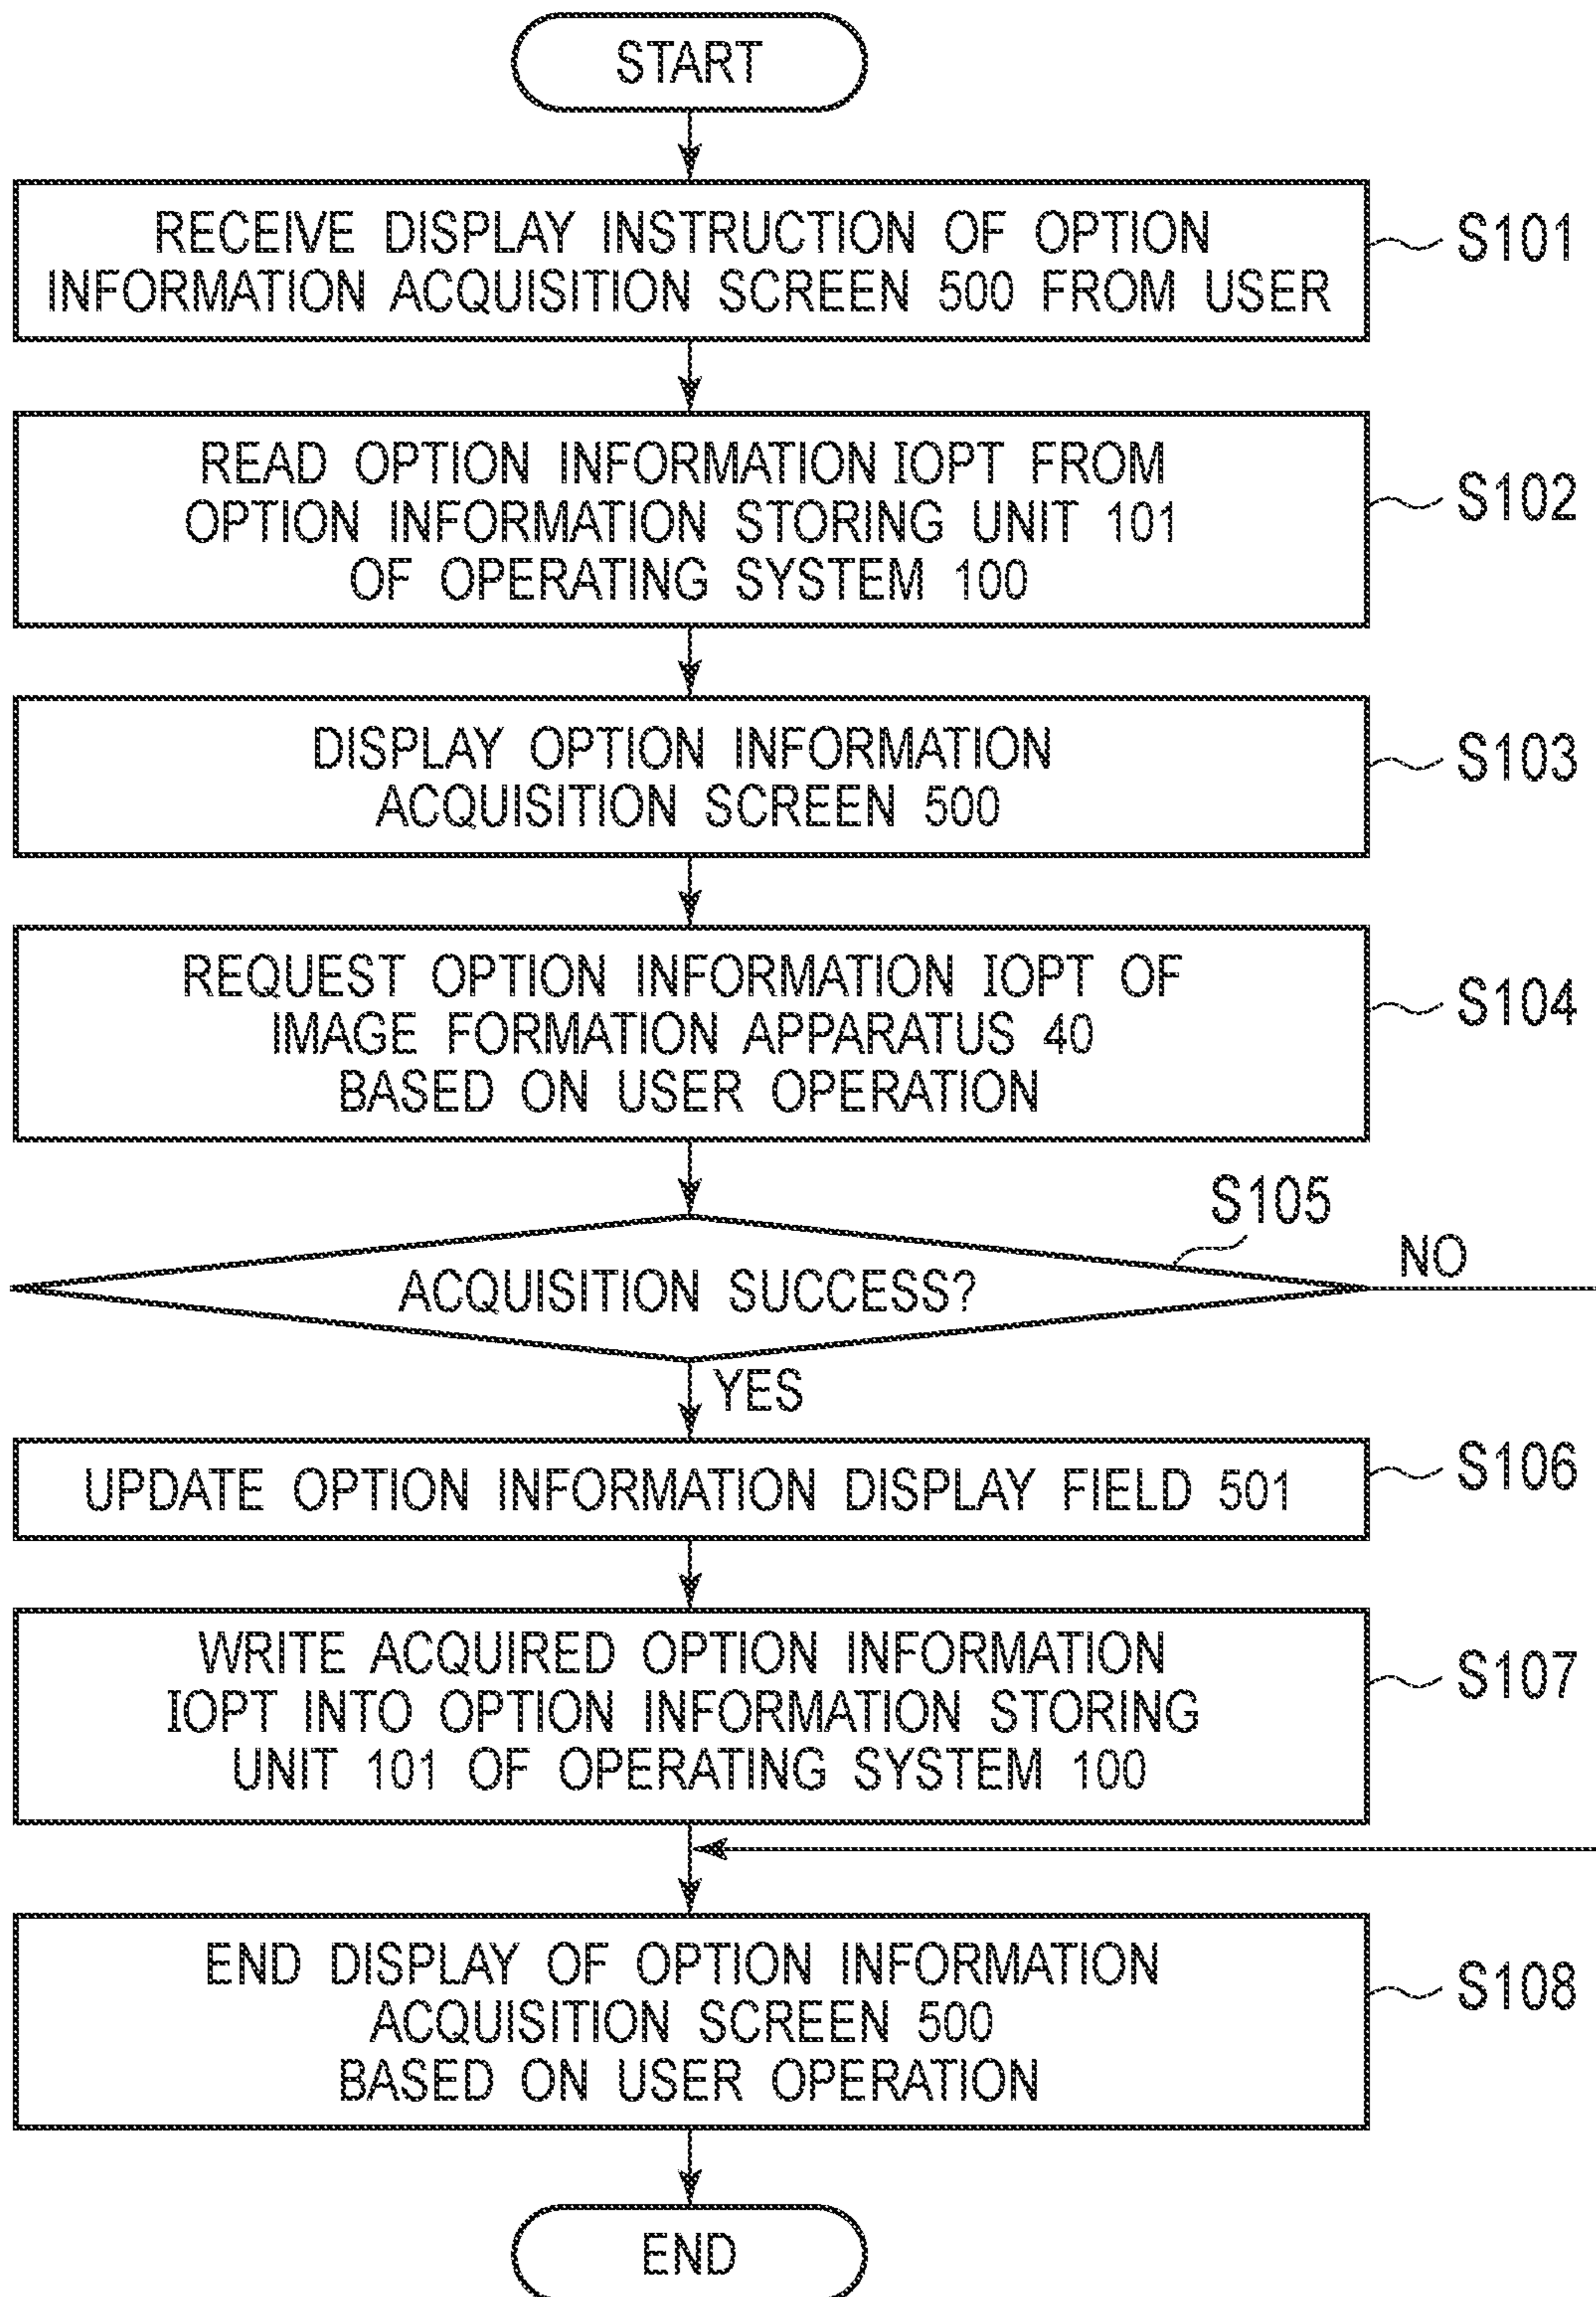 START
RECEIVE DISPLAY INSTRUCTION OF OPTION
INFORMATION ACQUISITION SCREEN 500 FROM USER
S101
READ OPTION INFORMATION IOPT FROM
OPTION INFORMATION STORING UNIT 101
OF OPERATING SYSTEM 100
S102
DISPLAY OPTION INFORMATION
ACQUISITION SCREEN 500
S103
REQUEST OPTION INFORMATION IOPT OF
IMAGE FORMATION APPARATUS 40
BASED ON USER OPERATION
S104
S105
ACQUISITION SUCCESS?
NO
YES
UPDATE OPTION INFORMATION DISPLAY FIELD 501
S106
WRITE ACQUIRED OPTION INFORMATION
IOPT INTO OPTION INFORMATION STORING
UNIT 101 OF OPERATING SYSTEM 100
S107
END DISPLAY OF OPTION INFORMATION
ACQUISITION SCREEN 500
BASED ON USER OPERATION
S108
END